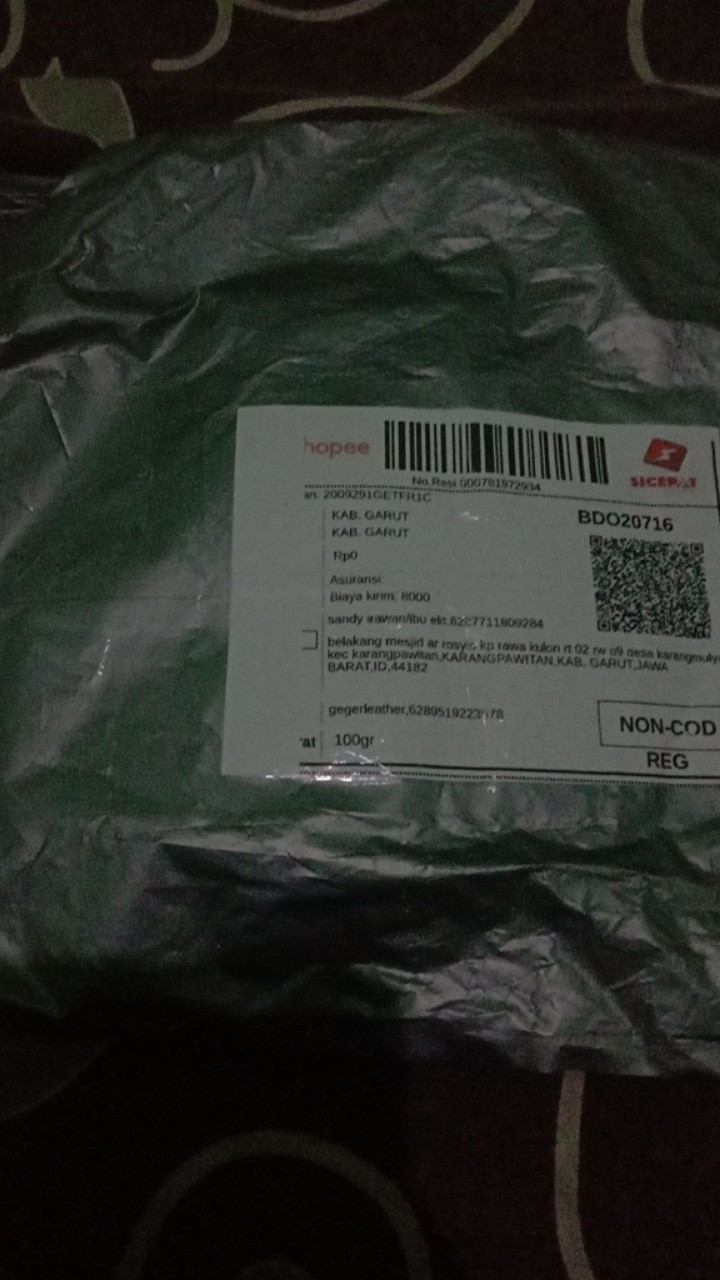 hopee
SICEPAT
No.Resi 000781972934
an: 2009291GETFR1C
BDO20716
KAB. GARUT
KAB. GARUT
Rp0
Asuransi
Biaya kirim: 8000
sandy irawan/ibu
belakang mesjid ar kp rawa kulon rt 02 rw 09 desa
kec karangpawitan,KARANGPAWITAN,KAB. GARUT,JAWA
BARAT,ID,44182
gegerleather,
NON-COD
at 100gr
REG